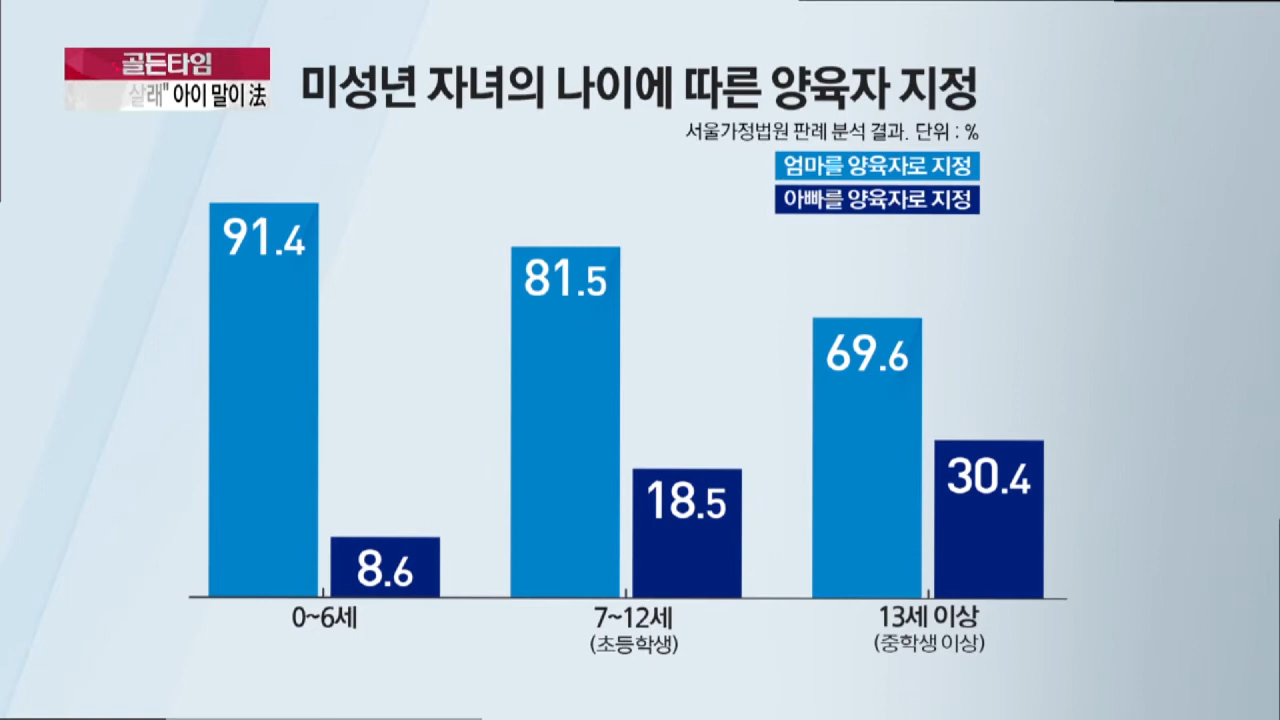 골든타임
살래" 아이 말이 法
미성년 자녀의 나이에 따른 양육자 지정
서울가정법원 판례 분석 결과. 단위 : %
엄마를 양육자로 지정
아빠를 양육자로 지정
91.4
8.6
81.5
18.5
69.6
30.4
0~6세
7~12세
13세 이상
(초등학생)
(중학생 이상)